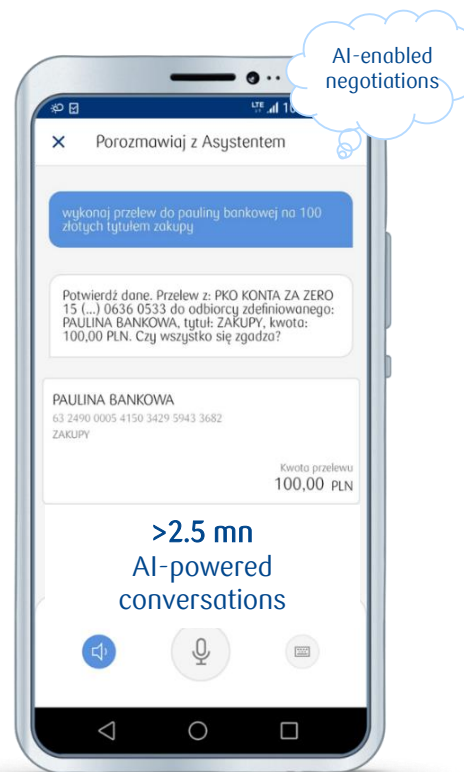 AI-enabled
negotiations
LTE
Porozmawiaj z Asystentem
wykonaj przelew do pauliny bankowej na 100
złotych tytułem zakupy
Potwierdź dane. Przelew z: PKO KONTA ZA ZERO
15 (...) 0636 0533 do odbiorcy zdefiniowanego:
PAULINA BANKOWA, tytuł: ZAKUPY, kwota:
100,00 PLN. Czy wszystko się zgadza?
PAULINA BANKOWA
63 2490 0005 4150 3429 5943 3682
ZAKUPY
Kwota przelewu
100,00 PLN
>2.5 mn
AI-powered
conversations